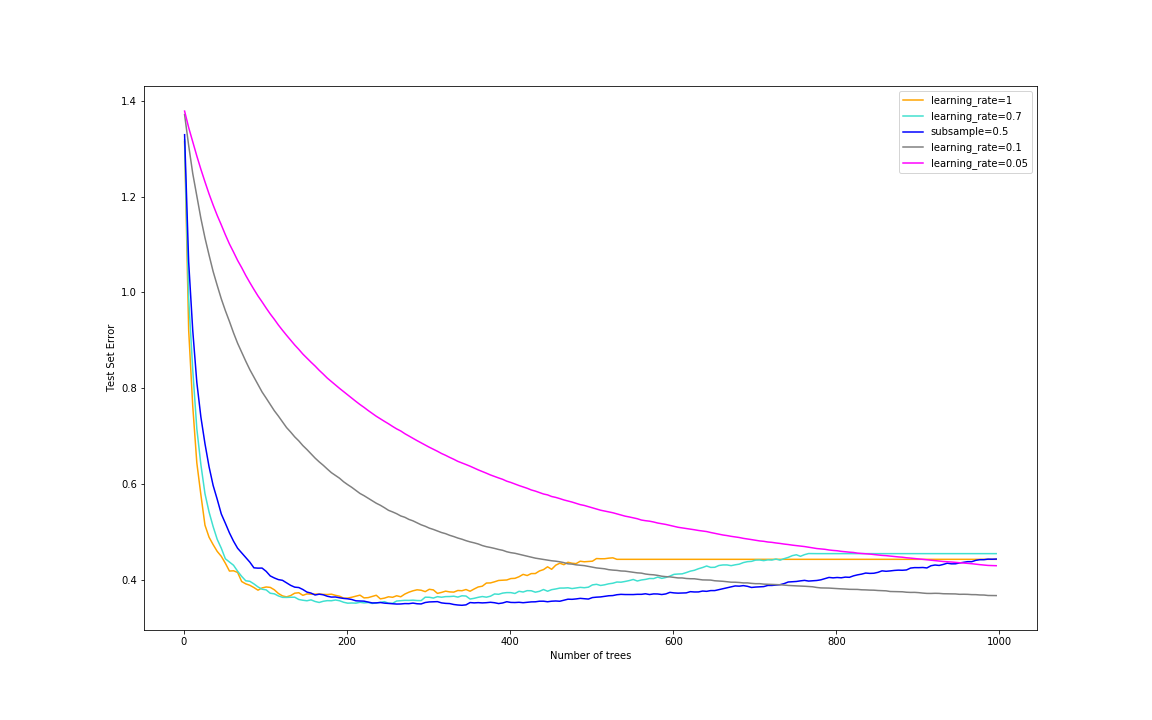 1.4
1.2
1.0
0.8
0.6
0.4
Test Set Error
0
200
400
600
800
1000
Number of trees
learning_rate=1
learning_rate=0.7
subsample=0.5
learning_rate=0.1
learning_rate=0.05